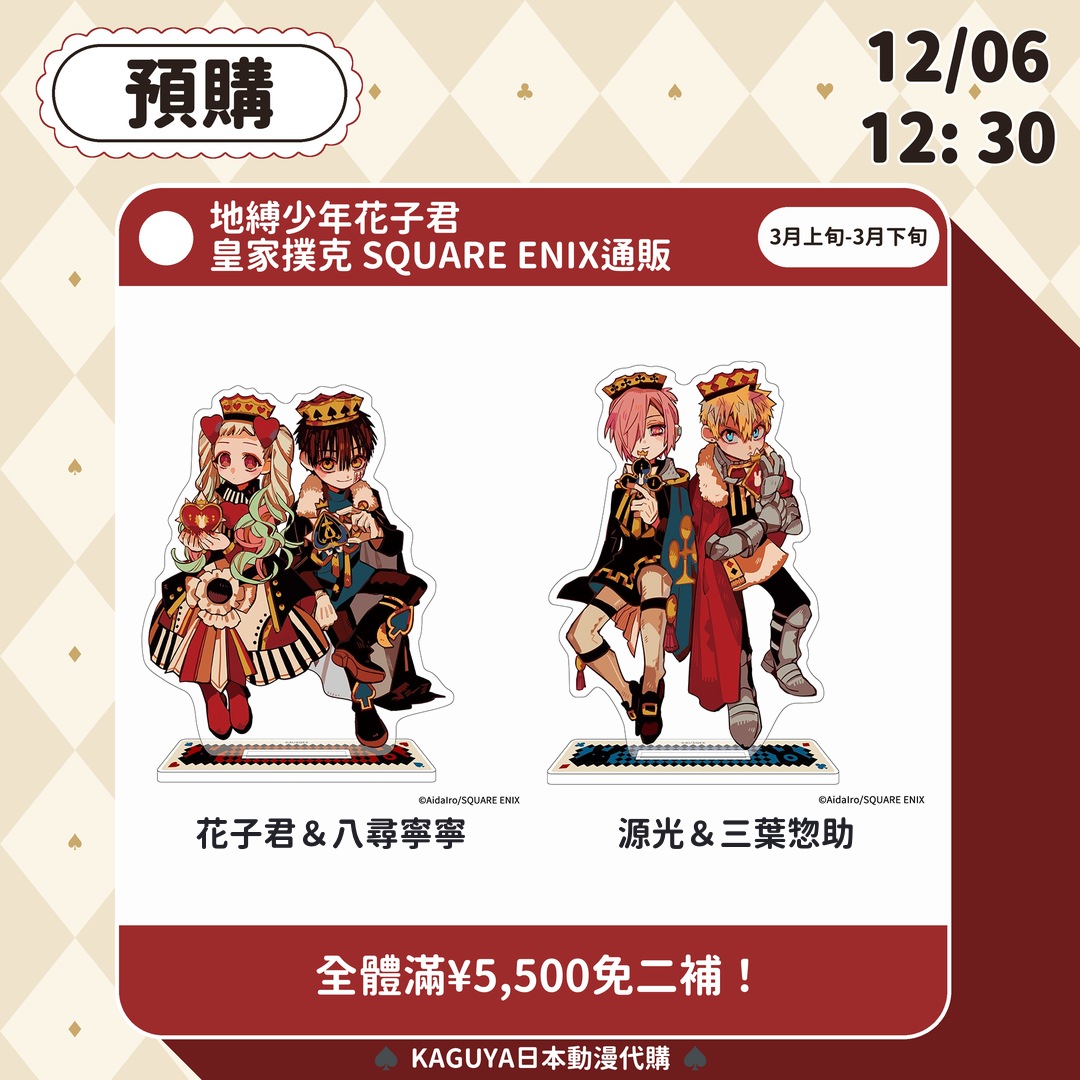 預購
12/06
12: 30
地縛少年花子君
皇家撲克 SQUARE ENIX通販
3月上旬-3月下旬
©AidaIro/SQUARE ENIX
©AidaIro/SQUARE ENIX
花子君＆八尋寧寧
源光＆三葉惣助
全體滿¥5,500免二補！
KAGUYA日本動漫代購